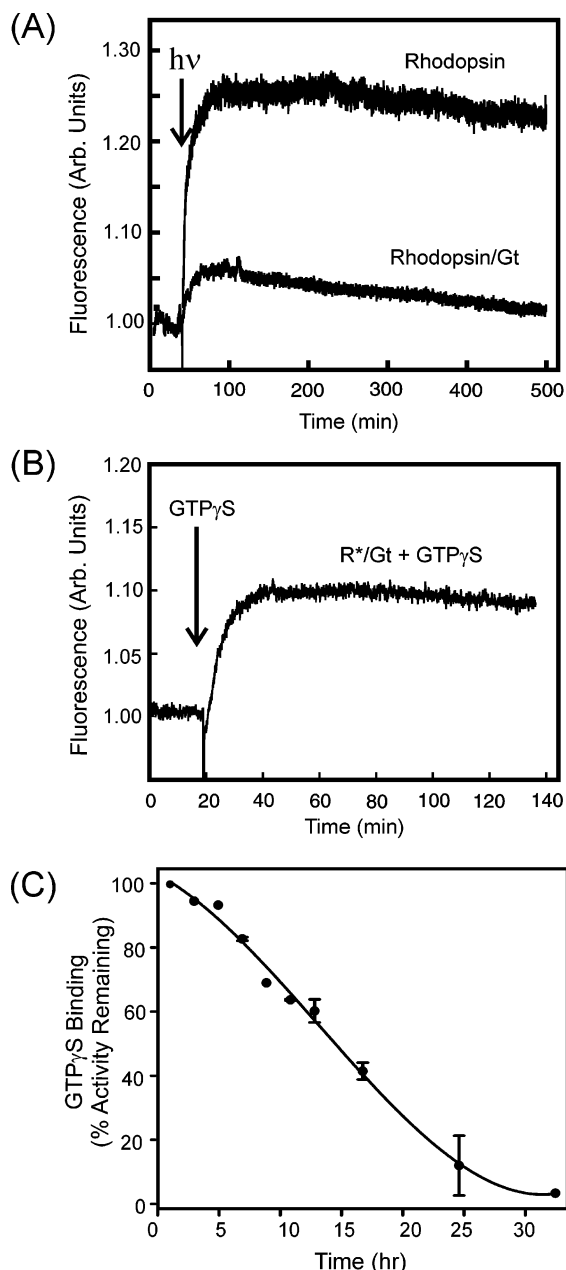 (A)
Fluorescence (Arb. Units)
1.30
1.20
1.10
1.00
hν
Rhodopsin
Rhodopsin/Gt
0 100 200 300 400 500
Time (min)
(B)
Fluorescence (Arb. Units)
1.20
1.15
1.10
1.05
1.00
GTPγS
R*/Gt + GTPγS
0 20 40 60 80 100 120 140
Time (min)
(C)
GTPγS Binding
(% Activity Remaining)
100
80
60
40
20
0
0 5 10 15 20 25 30
Time (hr)